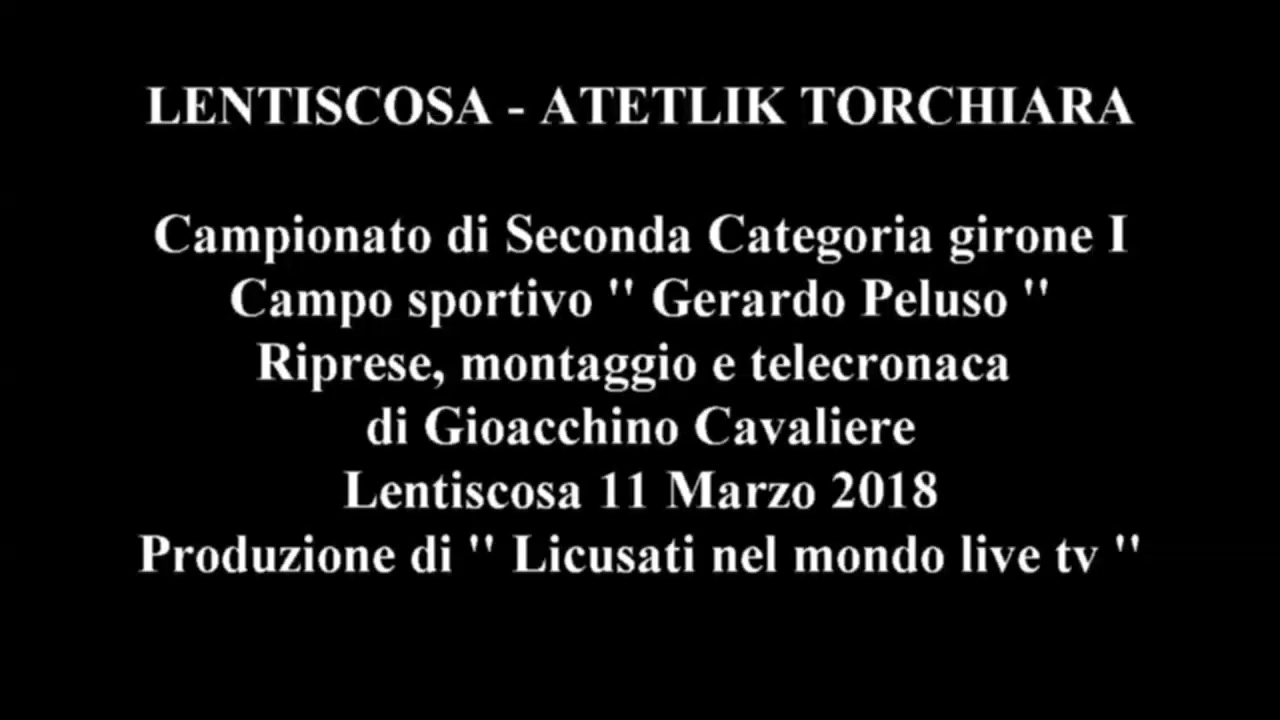 LENTISCOSA - ATETLIK TORCHIARA
Campionato di Seconda Categoria girone I
Campo sportivo " Gerardo Peluso "
Riprese, montaggio e telecronaca
di Gioacchino Cavaliere
Lentiscosa 11 Marzo 2018
Produzione di " Licusati nel mondo live tv "